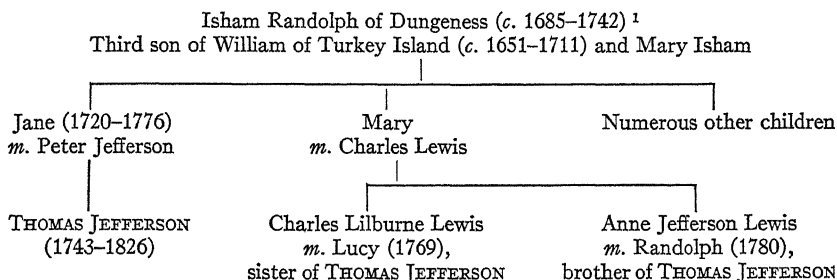 Isham Randolph of Dungeness (c. 1685–1742) ¹
Third son of William of Turkey Island (c. 1651–1711) and Mary Isham
Jane (1720–1776)
m. Peter Jefferson
Mary
m. Charles Lewis
Numerous other children
THOMAS JEFFERSON
(1743–1826)
Charles Lilburne Lewis
m. Lucy (1769),
sister of THOMAS JEFFERSON
Anne Jefferson Lewis
m. Randolph (1780),
brother of THOMAS JEFFERSON